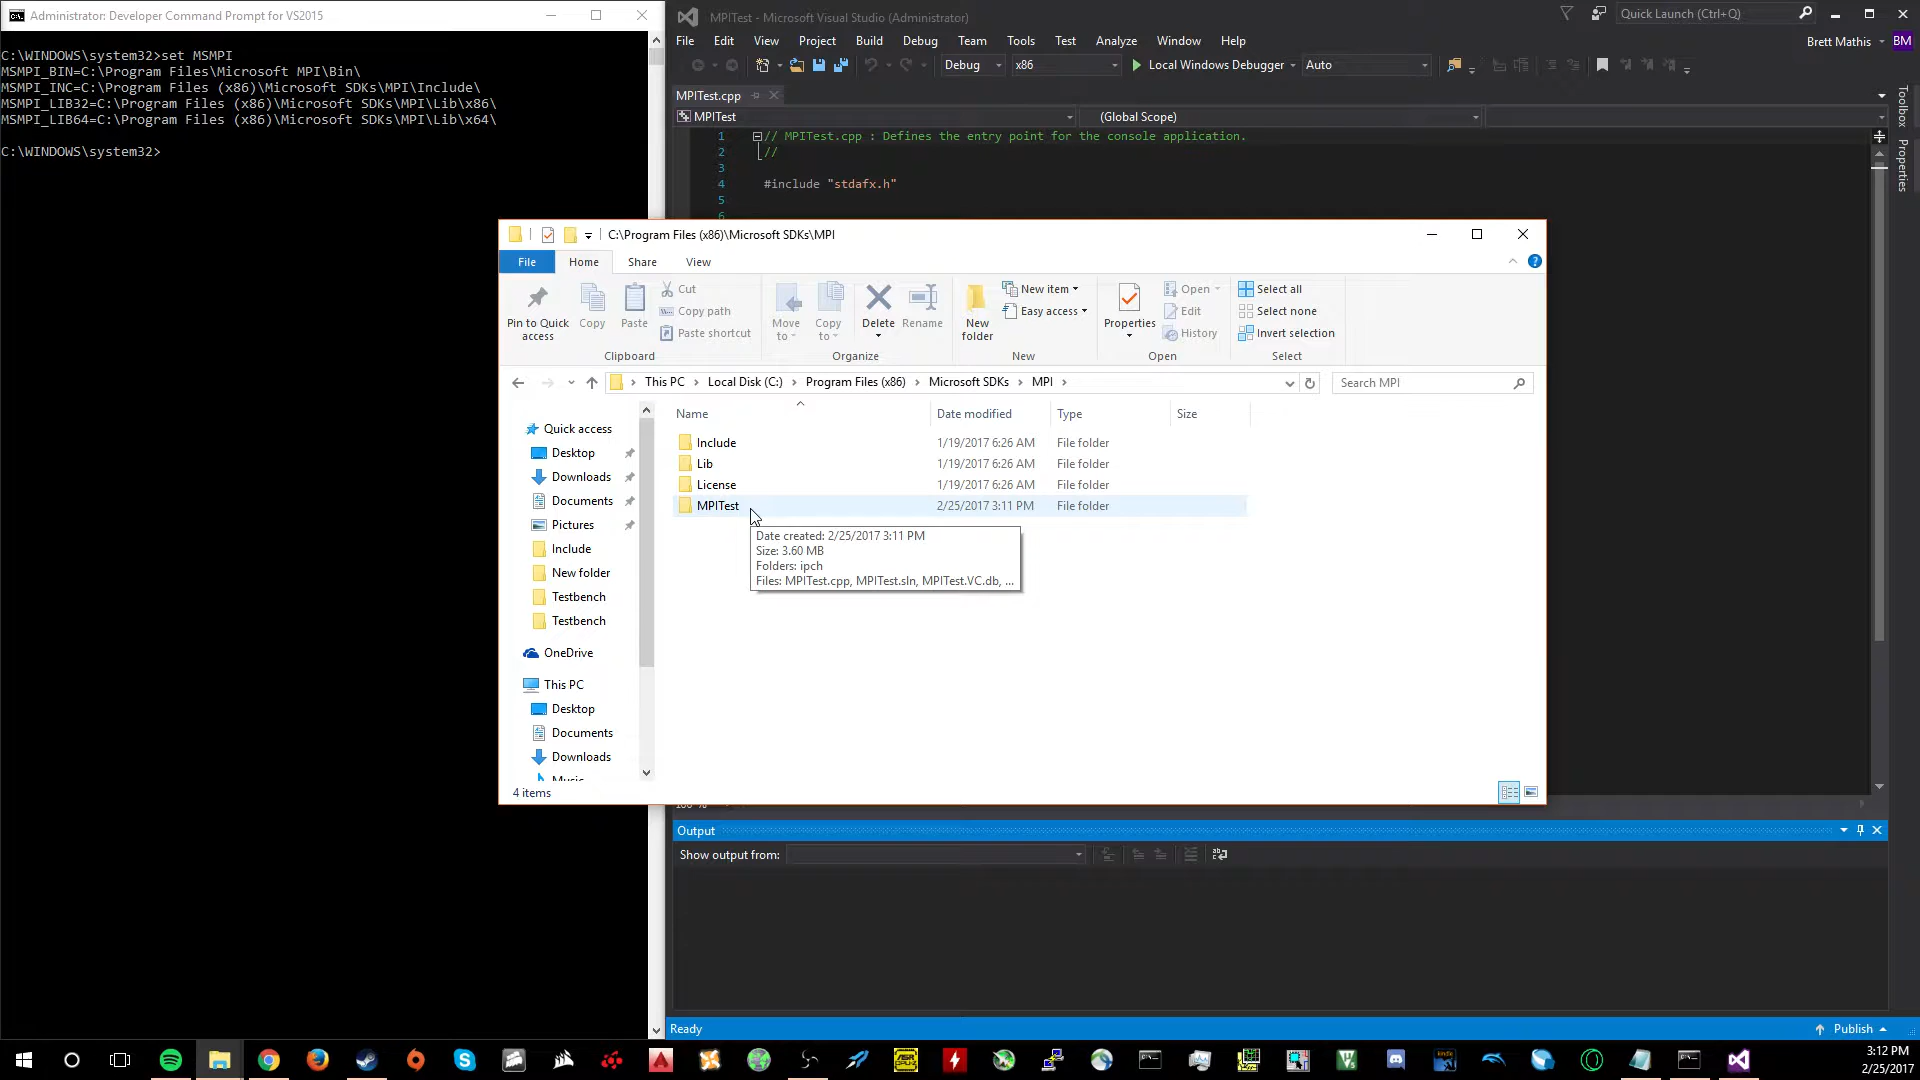 Administrator: Developer Command Prompt for VS2015
C:\WINDOWS\system32>set MSMPI
MSMPI_BIN=C:\Program Files\Microsoft MPI\Bin\
MSMPI_INC=C:\Program Files (x86)\Microsoft SDKs\MPI\Include\
MSMPI_LIB32=C:\Program Files (x86)\Microsoft SDKs\MPI\Lib\x86\
MSMPI_LIB64=C:\Program Files (x86)\Microsoft SDKs\MPI\Lib\x64\
C:\WINDOWS\system32>
MPITest - Microsoft Visual Studio (Administrator)
Quick Launch (Ctrl+Q)
File Edit View Project Build Debug Team Tools Test Analyze Window Help
Brett Mathis BM
Debug x86 Local Windows Debugger Auto
MPITest.cpp
MPITest (Global Scope)
1 // MPITest.cpp : Defines the entry point for the console application.
2 //
3
4 #include "stdafx.h"
5
6
Toolbox
Properties
C:\Program Files (x86)\Microsoft SDKs\MPI
File Home Share View
Pin to Quick access
Copy
Paste
Cut
Copy path
Paste shortcut
Clipboard
Move to
Copy to
Delete
Rename
Organize
New folder
New item
Easy access
New
Properties
Open
Edit
History
Open
Select all
Select none
Invert selection
Select
This PC Local Disk (C:) Program Files (x86) Microsoft SDKs MPI
Search MPI
Name Date modified Type Size
Include 1/19/2017 6:26 AM File folder
Lib 1/19/2017 6:26 AM File folder
License 1/19/2017 6:26 AM File folder
MPITest 2/25/2017 3:11 PM File folder
Date created: 2/25/2017 3:11 PM
Size: 3.60 MB
Folders: ipch
Files: MPITest.cpp, MPITest.sln, MPITest.VC.db, ...
Quick access
Desktop
Downloads
Documents
Pictures
Include
New folder
Testbench
Testbench
OneDrive
This PC
Desktop
Documents
Downloads
Music
4 items
100 %
Output
Show output from:
Ready
Publish
3:12 PM
2/25/2017